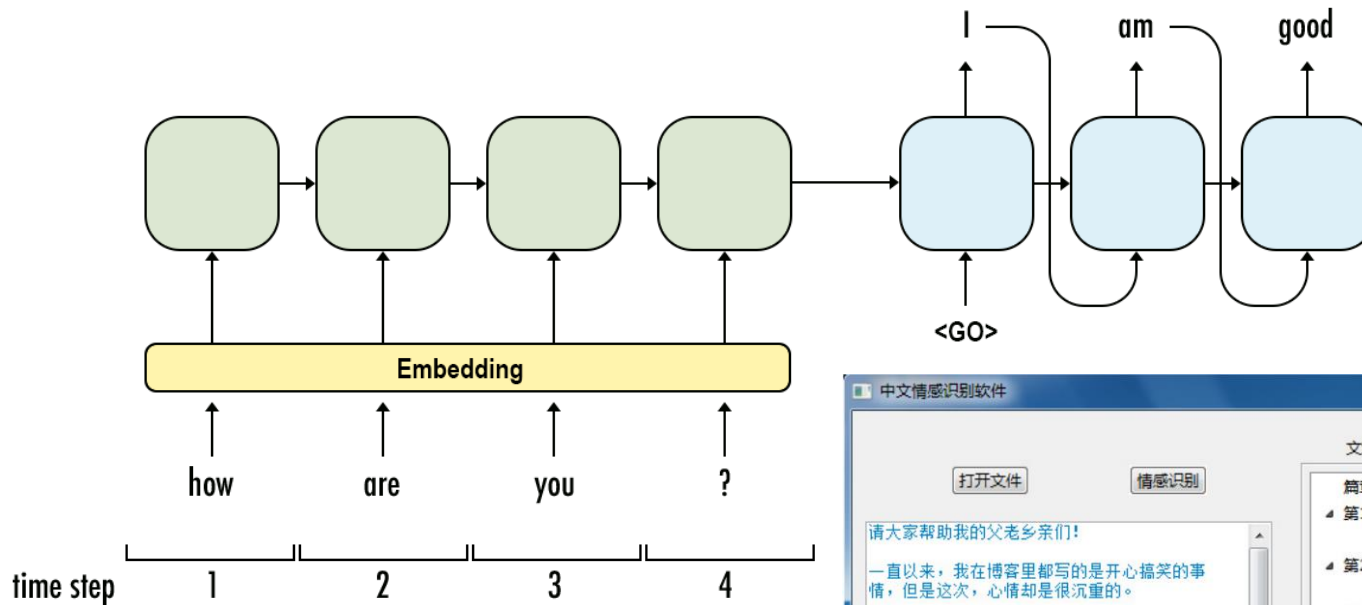 I am good
<GO>
Embedding
how are you ?
time step 1 2 3 4
中文情感识别软件
打开文件 情感识别
请大家帮助我的父老乡亲们!
一直以来，我在博客里都写的是开心搞笑的事
情，但是这次，心情却是很沉重的。
文
第
第